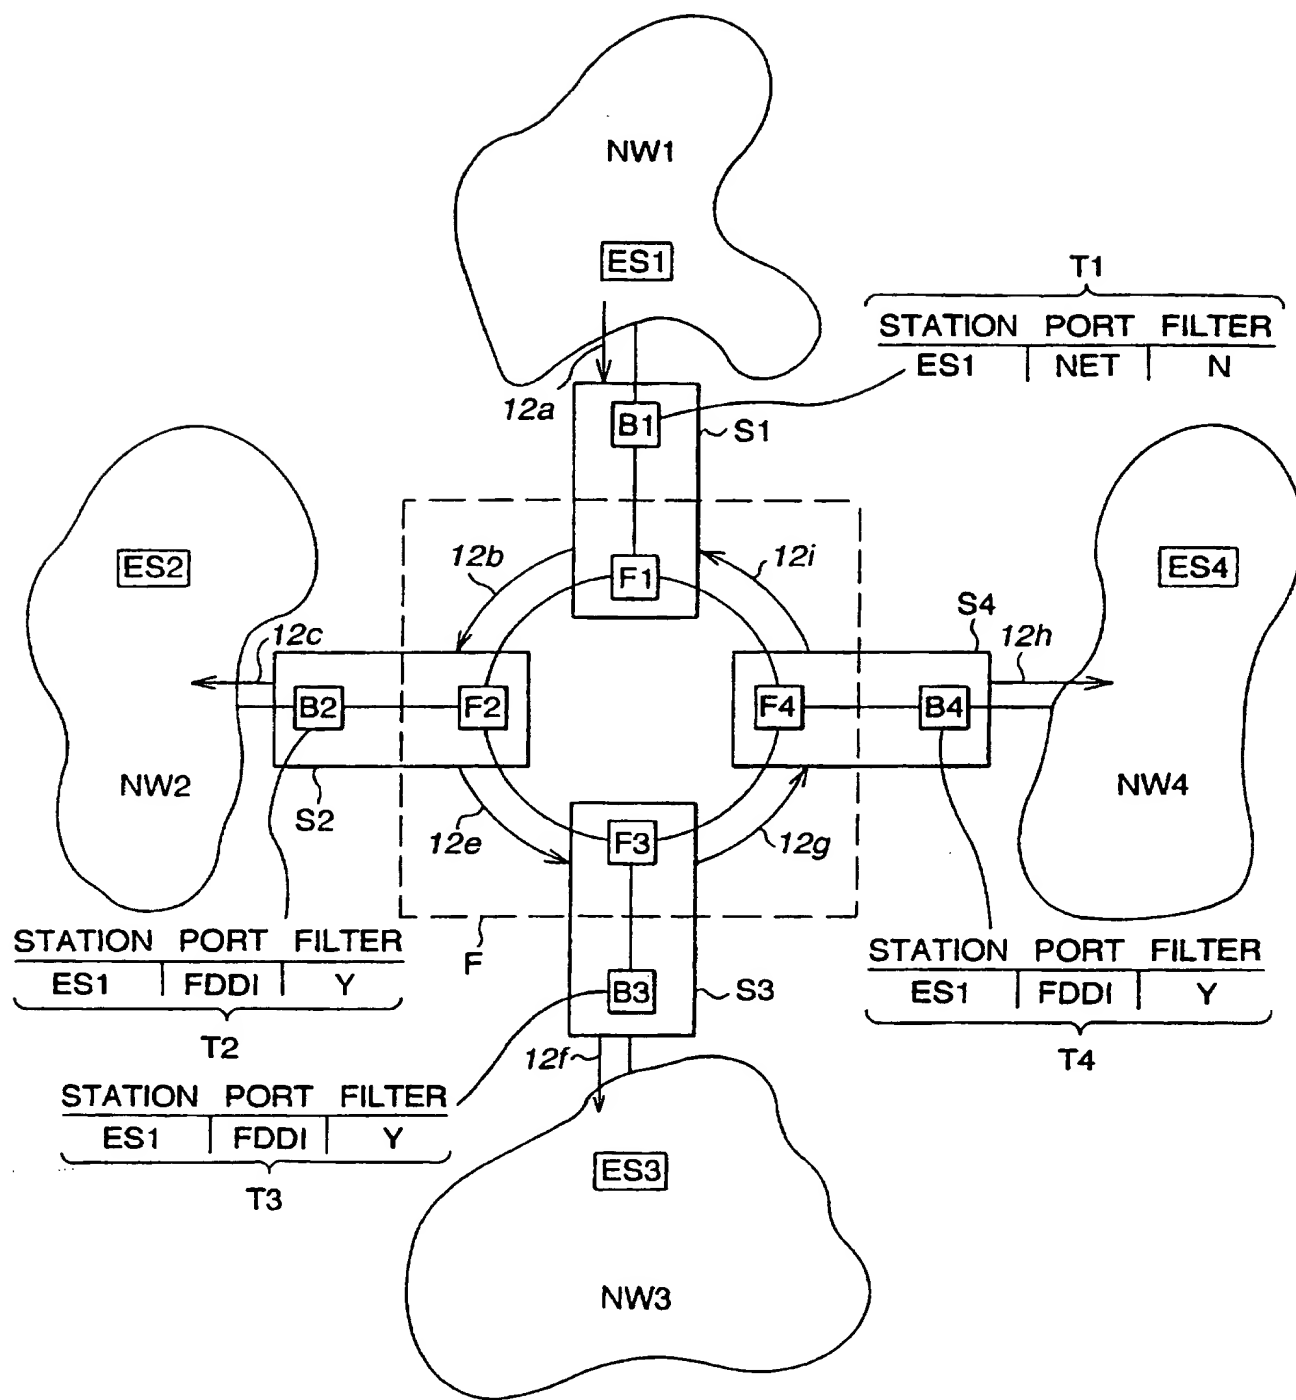 NW1
ES1
T1
STATION PORT FILTER
ES1 NET N
12a
B1
S1
ES2
12b
F1
12i
ES4
S4
12c
12h
B2
F2
F4
B4
NW2
S2
NW4
12e
F3
12g
STATION PORT FILTER
ES1 FDDI Y
T2
F
B3
S3
STATION PORT FILTER
ES1 FDDI Y
T4
12f
STATION PORT FILTER
ES1 FDDI Y
T3
ES3
NW3